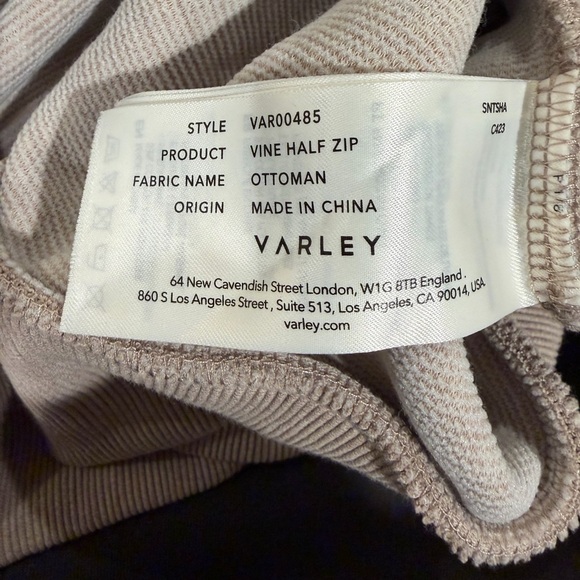 STYLE VAR00485
PRODUCT VINE HALF ZIP
FABRIC NAME OTTOMAN
ORIGIN MADE IN CHINA
VARLEY
64 New Cavendish Street London, W1G 8TB England.
860 S Los Angeles Street, Suite 513, Los Angeles, CA 90014, USA
varley.com
SNTSHA
C423